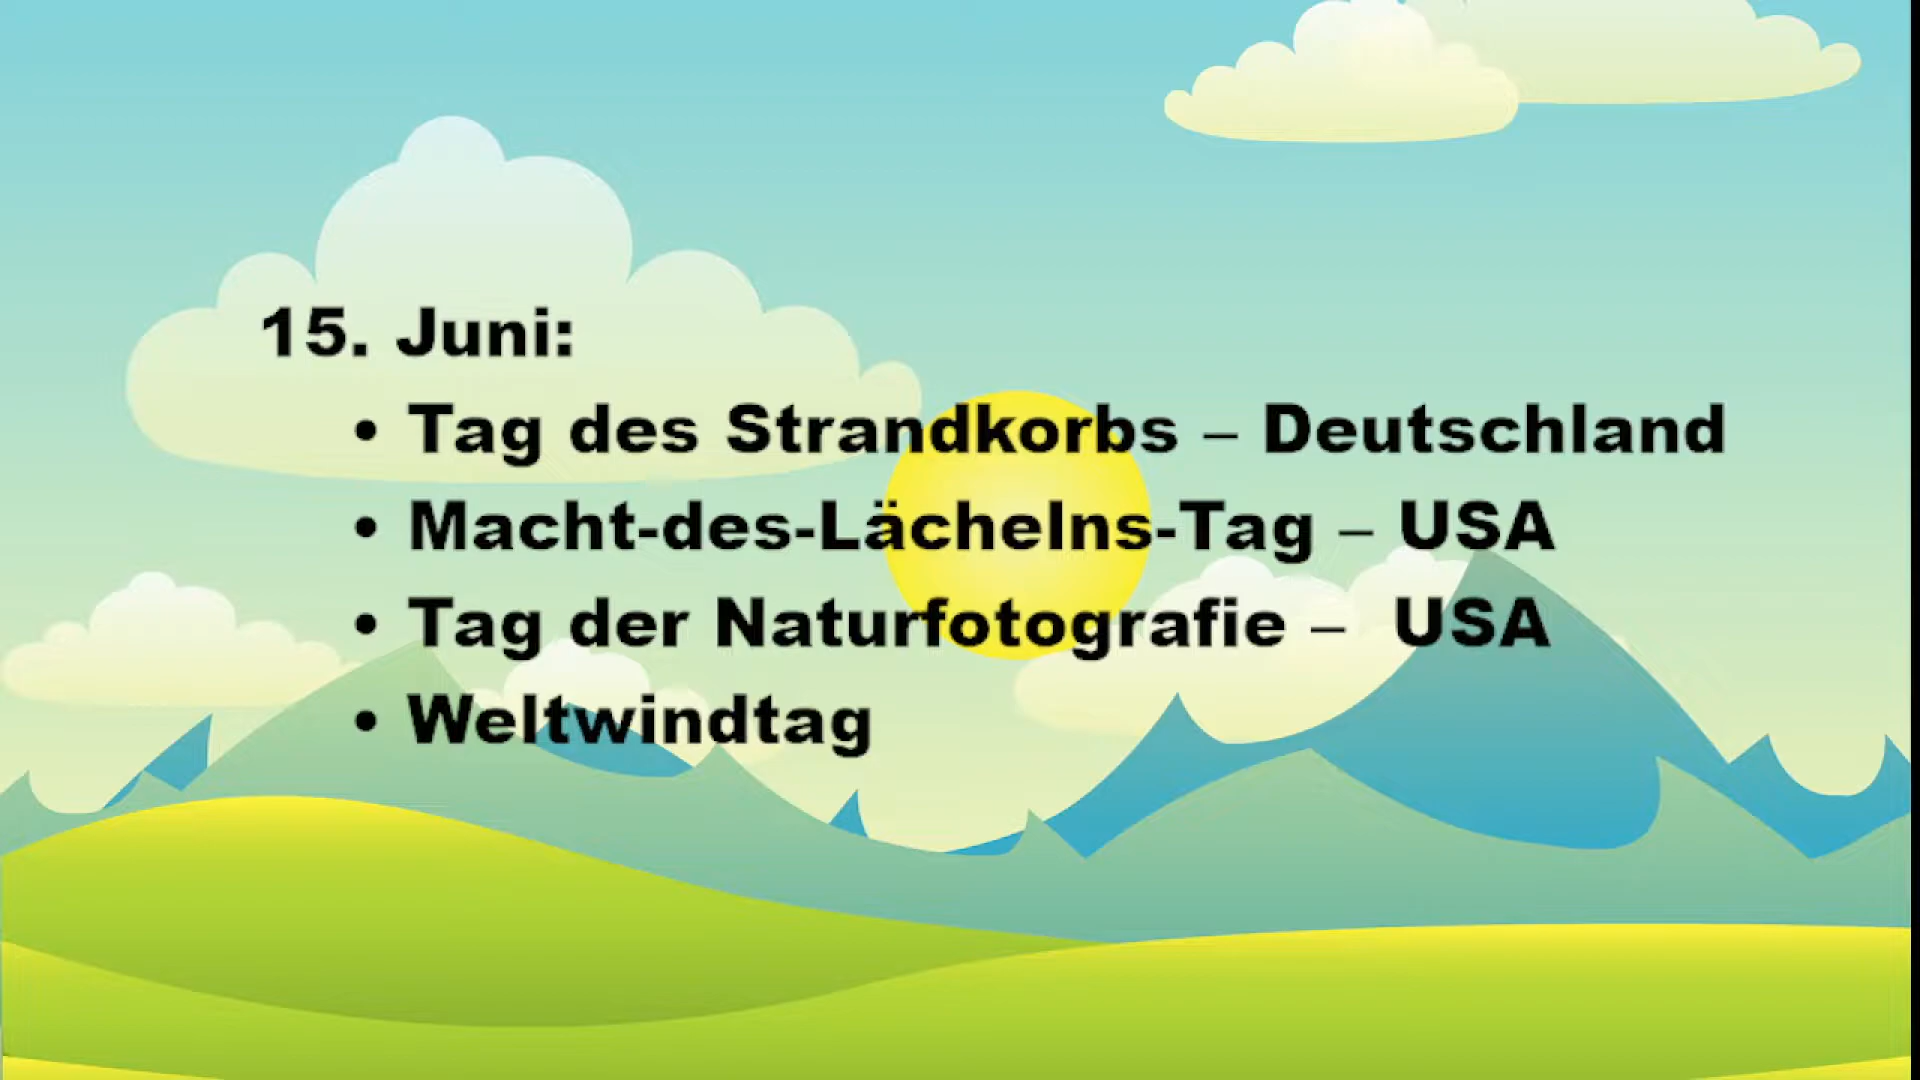 15. Juni:
• Tag des Strandkorbs – Deutschland
• Macht-des-Lächelns-Tag – USA
• Tag der Naturfotografie –  USA
• Weltwindtag